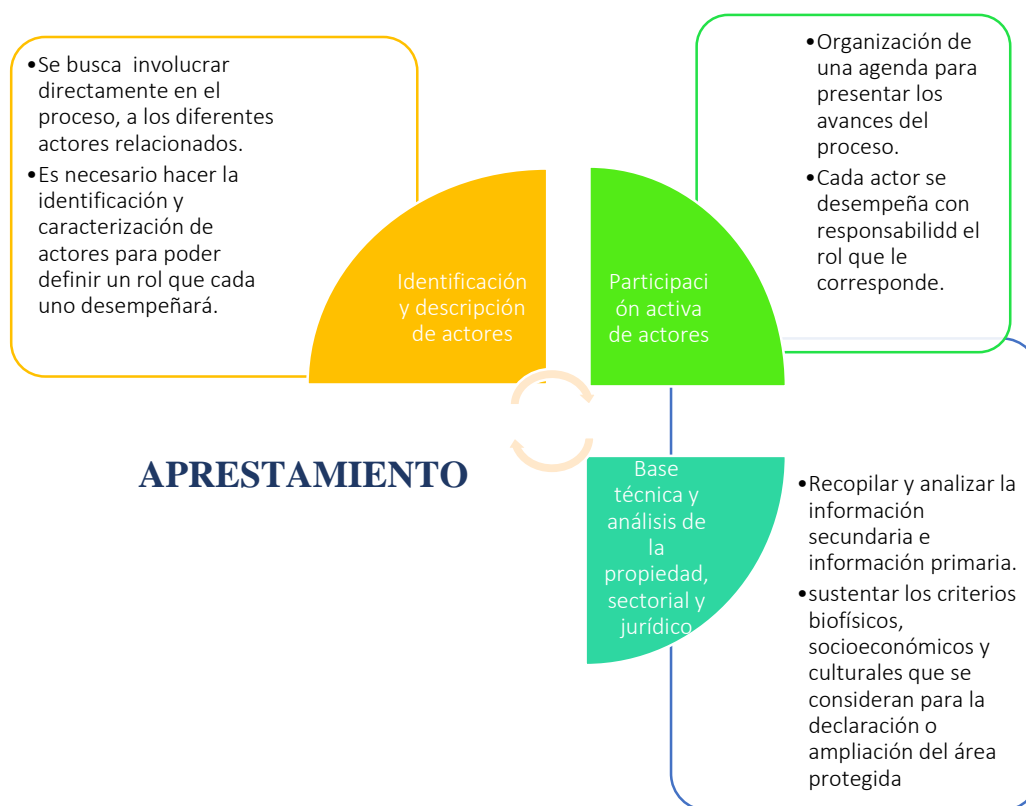 •Se busca involucrar
directamente en el
proceso, a los diferentes
actores relacionados.
•Es necesario hacer la
identificación y
caracterización de
actores para poder
definir un rol que cada
uno desempeñará.
Identificación
y descripción
de actores
•Organización de
una agenda para
presentar los
avances del
proceso.
•Cada actor se
desempeña con
responsabilidd el
rol que le
corresponde.
Participaci
ón activa
de actores
APRESTAMIENTO
Base
técnica y
análisis de
la
propiedad,
sectorial y
jurídico
•Recopilar y analizar la
información
secundaria e
información primaria.
•sustentar los criterios
biofísicos,
socioeconómicos y
culturales que se
consideran para la
declaración o
ampliación del área
protegida